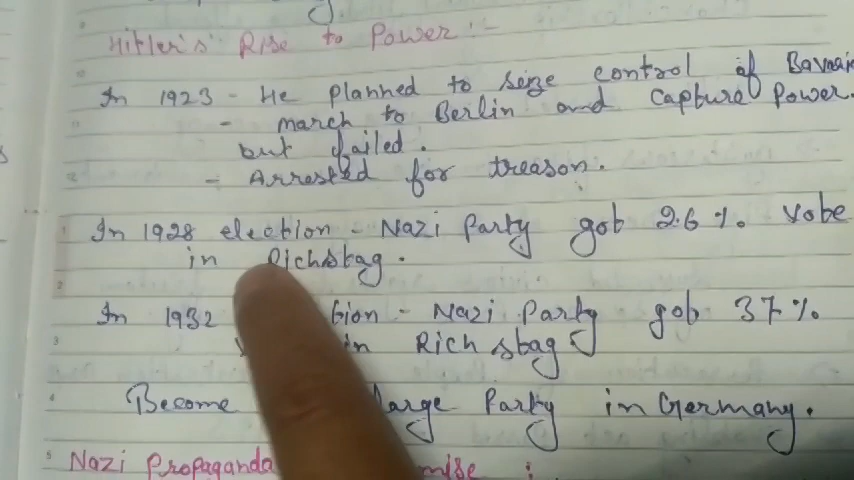 Hitler's Rise to Power :-
In 1923 - He planned to seize control of
- march to Berlin and capture Power.
but failed.
- Arrested for treason.
In 1928 election - Nazi Party got 2.6 %. Vote
in Richstag.
In 1932 - Nazi Party got 37 %.
in Richstag
Become large Party in Germany.
Nazi Propaganda :